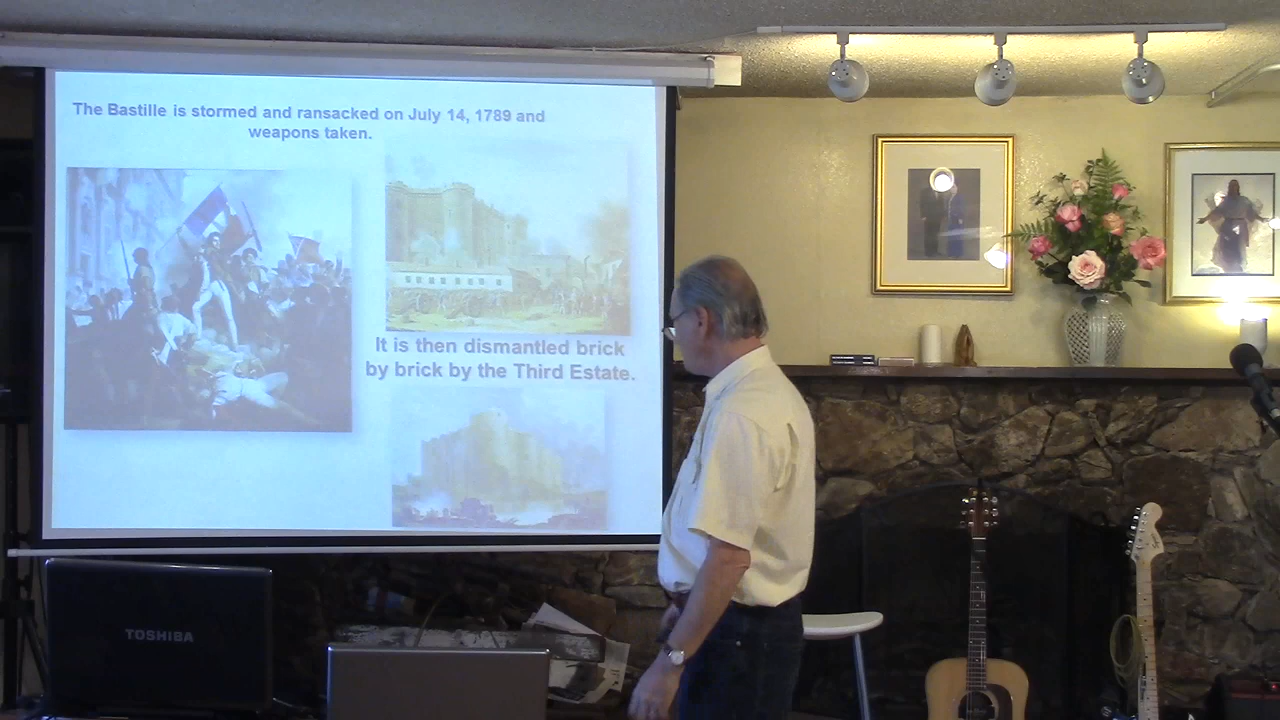 The Bastille is stormed and ransacked on July 14, 1789 and
weapons taken.
It is then dismantled brick
by brick by the Third Estate.
TOSHIBA